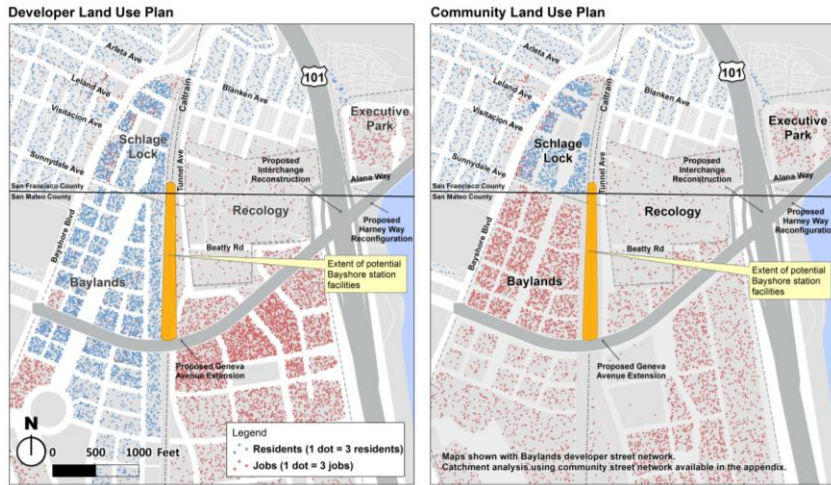 Developer Land Use Plan
Arleta Ave
Leland Ave
Visitacion Ave
Sunnydale Ave
Schlage
Lock
Caltrain
Blanken Ave
101
Executive
Park
Tunnel Ave
Proposed
Interchange
Reconstruction
Alana Way
San Francisco County
San Mateo County
Recology
Proposed
Harney Way
Reconfiguration
Bayshore Blvd
Beatty Rd
Baylands
Extent of potential
Bayshore station
facilities
Proposed Geneva
Avenue Extension
N
0 500 1000 Feet
Legend
Residents (1 dot = 3 residents)
Jobs (1 dot = 3 jobs)
Community Land Use Plan
Arleta Ave
Leland Ave
Visitacion Ave
Sunnydale Ave
Schlage
Lock
Caltrain
Blanken Ave
101
Executive
Park
Tunnel Ave
Proposed
Interchange
Reconstruction
Alana Way
San Francisco County
San Mateo County
Recology
Proposed
Harney Way
Reconfiguration
Bayshore Blvd
Beatty Rd
Baylands
Extent of potential
Bayshore station
facilities
Proposed Geneva
Avenue Extension
Maps shown with Baylands developer street network.
Catchment analysis using community street network available in the appendix.